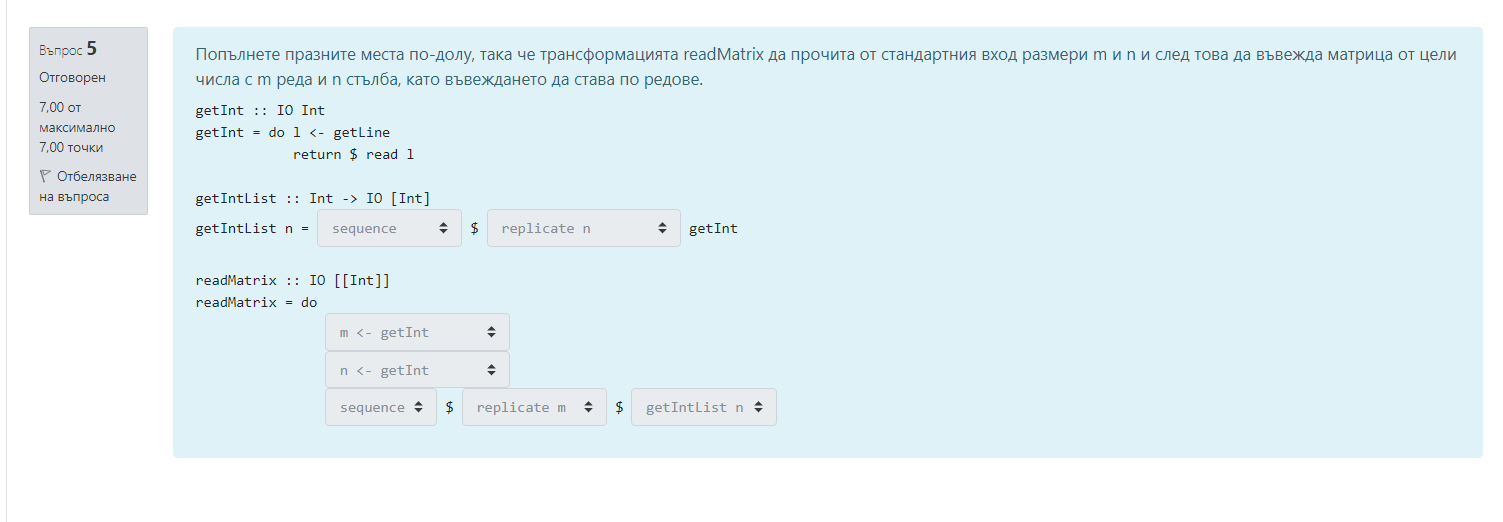 Въпрос 5
Отговорен
7,00 от
максимално
7,00 точки
Отбелязване
на въпроса
Попълнете празните места по-долу, така че трансформацията readMatrix да прочита от стандартния вход размери m и n и след това да въвежда матрица от цели
числа с m реда и n стълба, като въвеждането да става по редове.
getInt :: IO Int
getInt = do l <- getLine
            return $ read l
getIntList :: Int -> IO [Int]
getIntList n = sequence $ replicate n getInt
readMatrix :: IO [[Int]]
readMatrix = do
m <- getInt
n <- getInt
sequence $ replicate m $ getIntList n